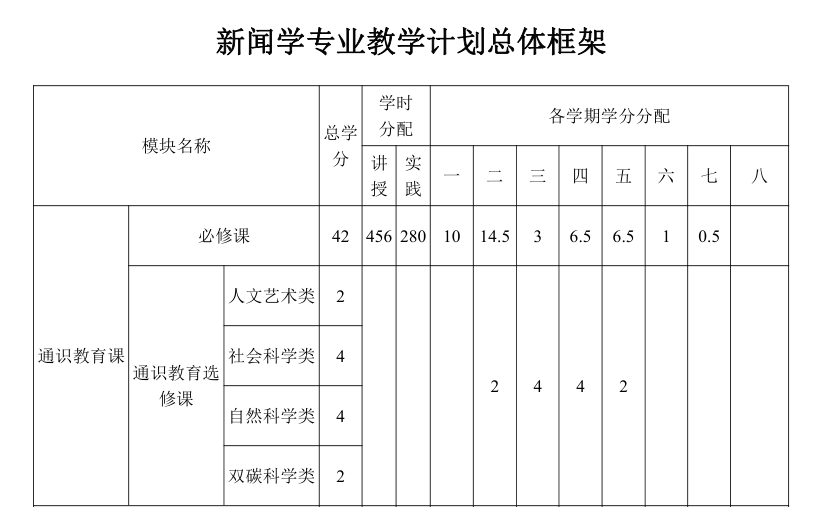 新闻学专业教学计划总体框架
模块名称 总学分 学时分配 各学期学分分配
讲授 实践 一 二 三 四 五 六 七 八
通识教育课 必修课 42 456 280 10 14.5 3 6.5 6.5 1 0.5
通识教育选修课 人文艺术类 2 2 4 4 2
社会科学类 4
自然科学类 4
双碳科学类 2